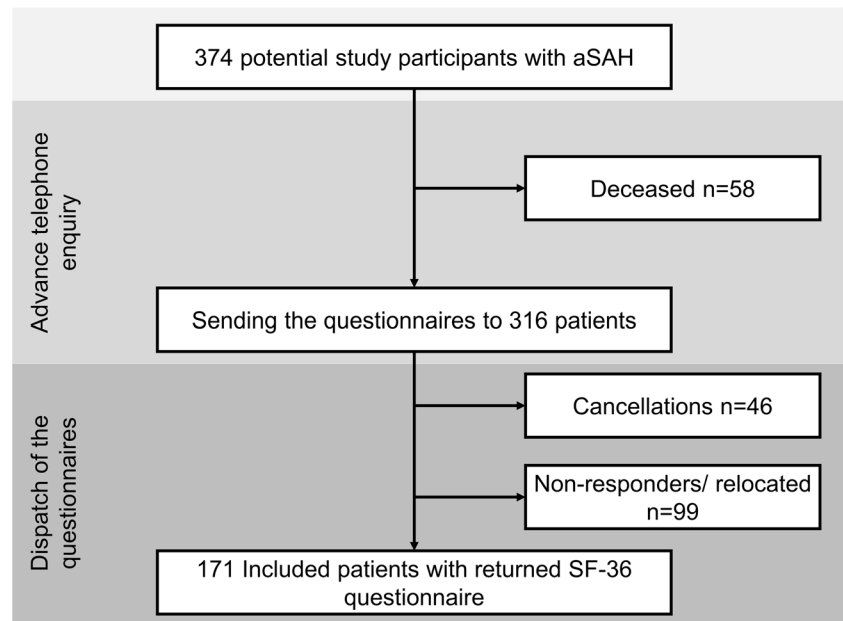 374 potential study participants with aSAH
Advance telephone
enquiry
Deceased n=58
Sending the questionnaires to 316 patients
Dispatch of the
questionnaires
Cancellations n=46
Non-responders/ relocated
n=99
171 Included patients with returned SF-36
questionnaire